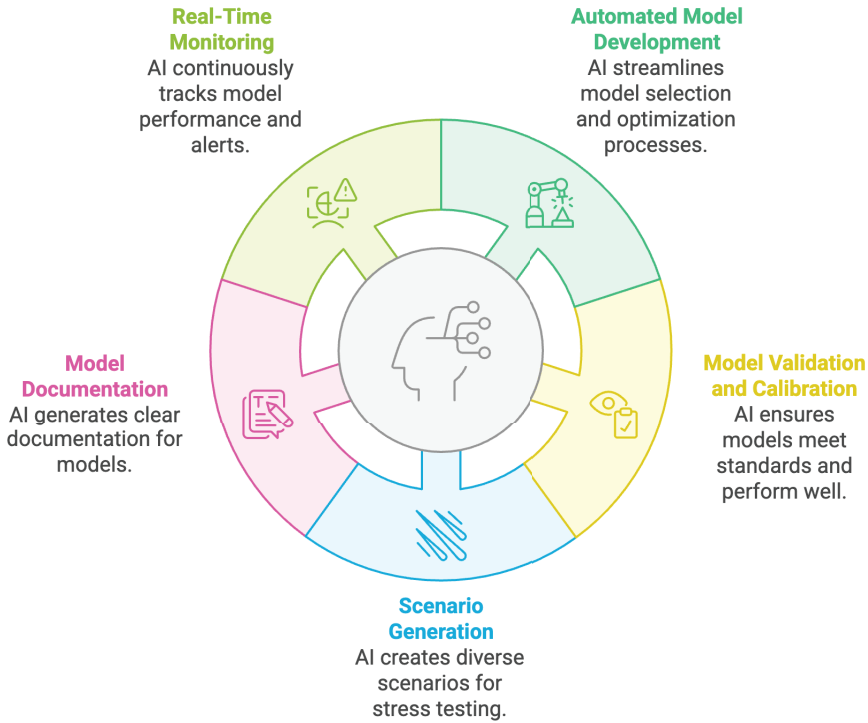 Real-Time
Monitoring
AI continuously
tracks model
performance and
alerts.
Automated Model
Development
AI streamlines
model selection
and optimization
processes.
Model
Documentation
AI generates clear
documentation for
models.
Model Validation
and Calibration
AI ensures
models meet
standards and
perform well.
T
Scenario
Generation
AI creates diverse
scenarios for
stress testing.